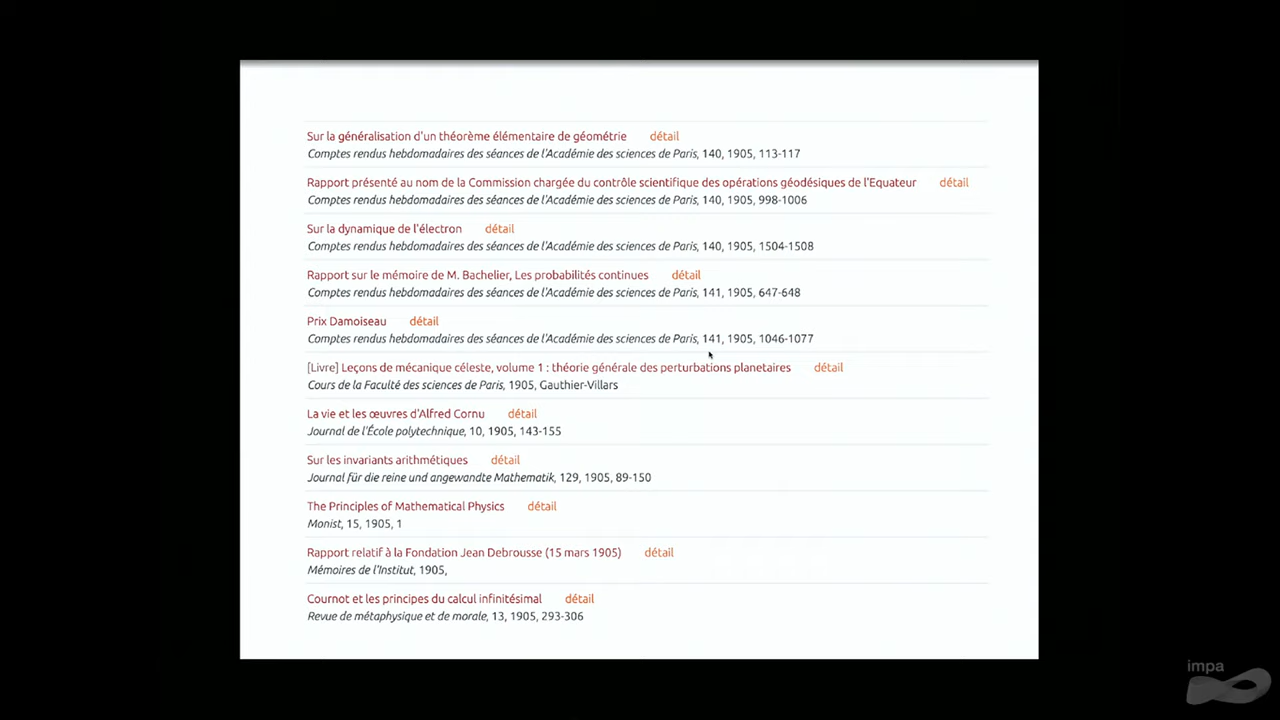 Sur la généralisation d'un théorème élémentaire de géométrie détail
Comptes rendus hebdomadaires des séances de l'Académie des sciences de Paris, 140, 1905, 113-117
Rapport présenté au nom de la Commission chargée du contrôle scientifique des opérations géodésiques de l'Equateur détail
Comptes rendus hebdomadaires des séances de l'Académie des sciences de Paris, 140, 1905, 998-1006
Sur la dynamique de l'électron détail
Comptes rendus hebdomadaires des séances de l'Académie des sciences de Paris, 140, 1905, 1504-1508
Rapport sur le mémoire de M. Bachelier, Les probabilités continues détail
Comptes rendus hebdomadaires des séances de l'Académie des sciences de Paris, 141, 1905, 647-648
Prix Damoiseau détail
Comptes rendus hebdomadaires des séances de l'Académie des sciences de Paris, 141, 1905, 1046-1077
[Livre] Leçons de mécanique céleste, volume 1 : théorie générale des perturbations planetaires détail
Cours de la Faculté des sciences de Paris, 1905, Gauthier-Villars
La vie et les œuvres d'Alfred Cornu détail
Journal de l'École polytechnique, 10, 1905, 143-155
Sur les invariants arithmétiques détail
Journal für die reine und angewandte Mathematik, 129, 1905, 89-150
The Principles of Mathematical Physics détail
Monist, 15, 1905, 1
Rapport relatif à la Fondation Jean Debrousse (15 mars 1905) détail
Mémoires de l'Institut, 1905,
Cournot et les principes du calcul infinitésimal détail
Revue de métaphysique et de morale, 13, 1905, 293-306
impa